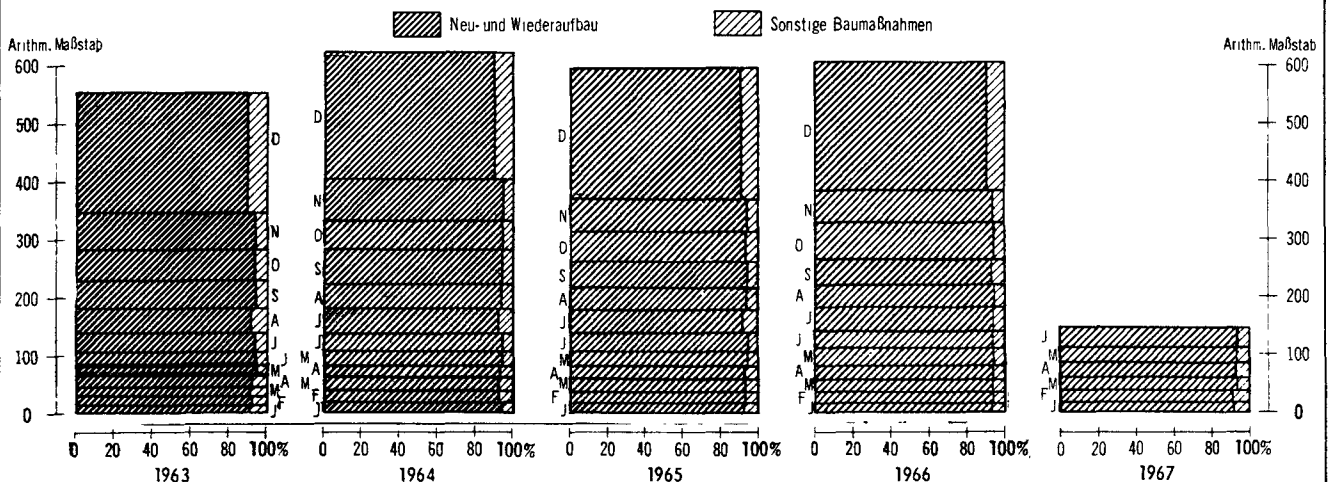 Neu- und Wiederaufbau
Sonstige Baumaßnahmen
Arithm. Maßstab
Arithm. Maßstab
600
500
400
300
200
100
0
D
N
O
S
A
J
J
M
A
M
F
J
D
N
O
S
A
J
J
M
A
M
F
J
D
N
O
S
A
J
J
M
A
M
F
J
D
N
O
S
A
J
J
M
A
M
F
J
J
M
A
M
F
J
600
500
400
300
200
100
0
0 20 40 60 80 100%
0 20 40 60 80 100%
0 20 40 60 80 100%
0 20 40 60 80 100%
0 20 40 60 80 100%
1963
1964
1965
1966
1967